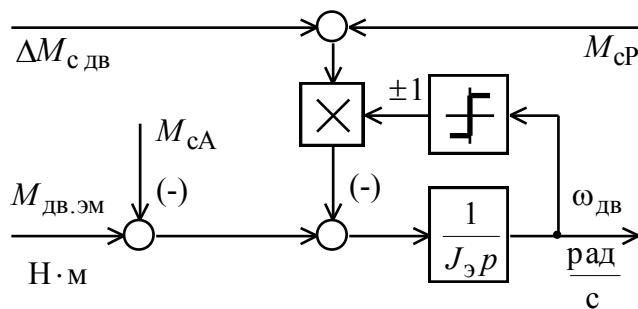 ΔM с дв
M сР
±1
M сА
(-)
(-)
M дв.эм
Н·м
1
J э p
ω дв
рад
с